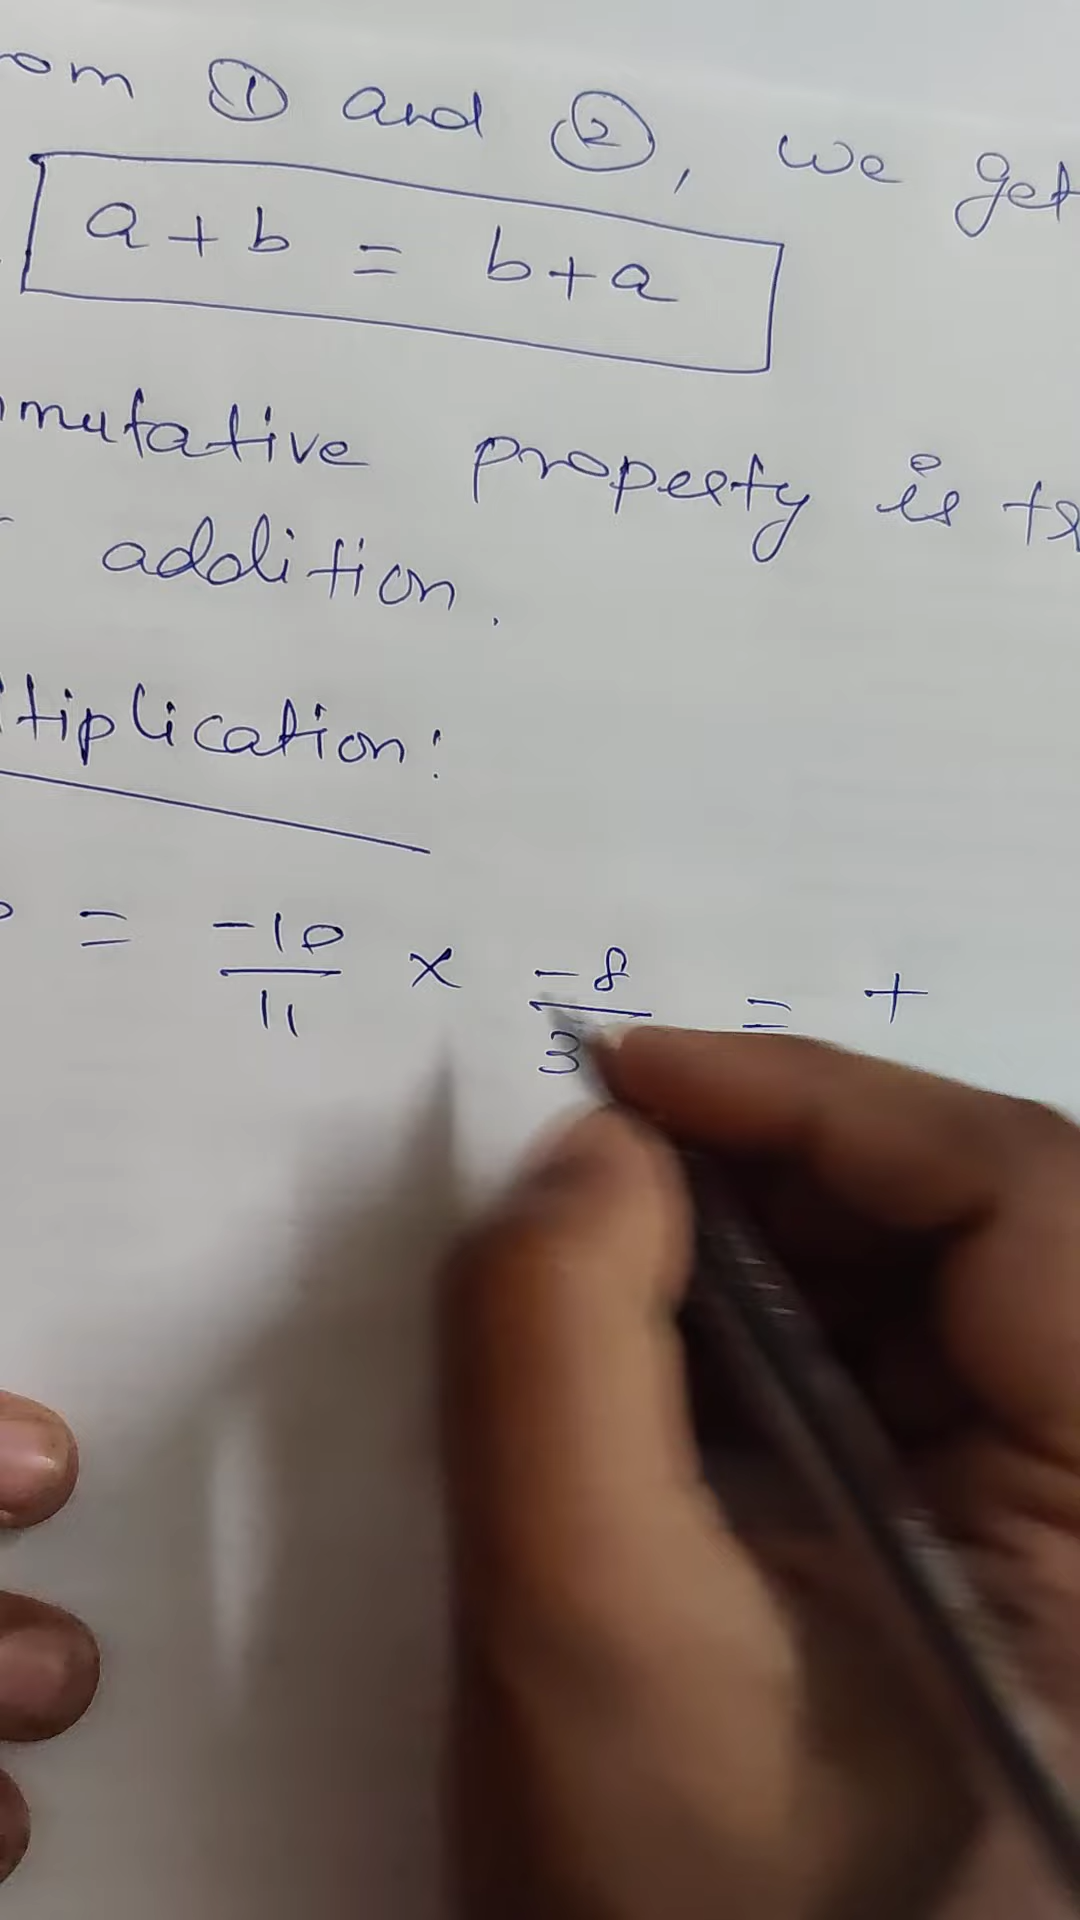 om ① and ②, we get
a + b = b + a
mutative property is
addition.
tiplication:
= -10/11 × -8/3 = +